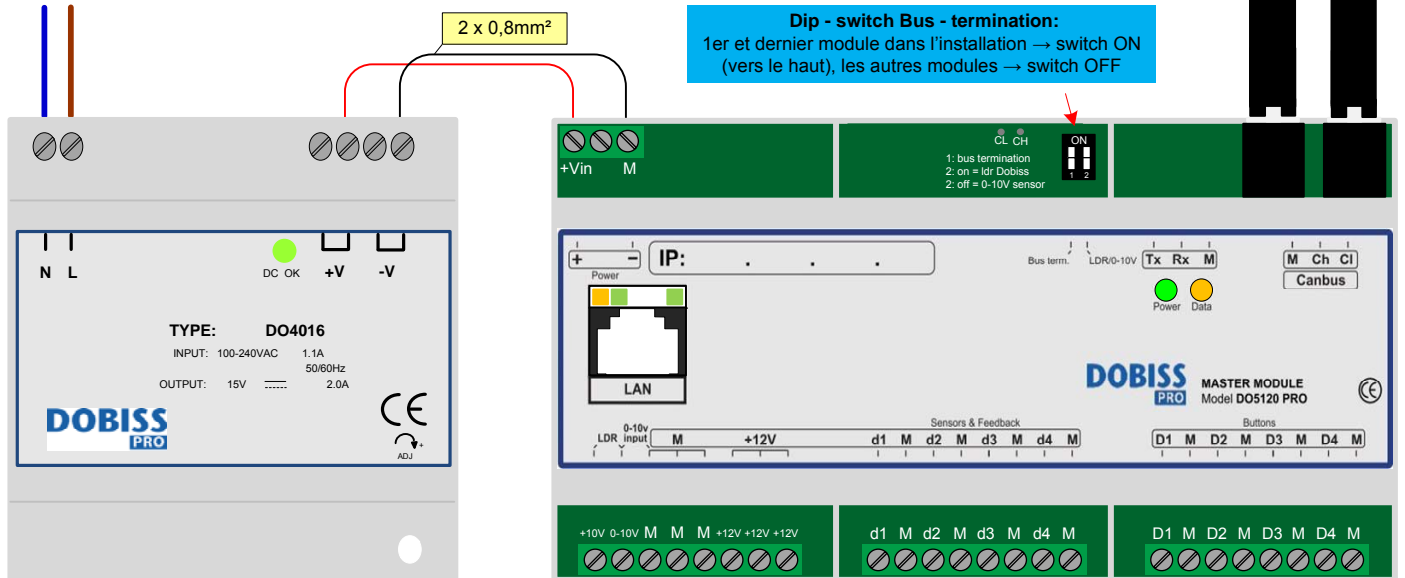 2 x 0,8mm²
Dip - switch Bus - termination:
1er et dernier module dans l'installation → switch ON
(vers le haut), les autres modules → switch OFF
+Vin M
CL CH
1: bus termination
2: on = ldr Dobiss
2: off = 0-10V sensor
ON
1 2
N L
DC OK
+V -V
TYPE: DO4016
INPUT: 100-240VAC 1.1A
50/60Hz
OUTPUT: 15V 2.0A
DOBISS
PRO
CE
+
ADJ
+ -
Power
IP: . . .
Bus term. LDR/0-10V
Tx Rx M
M Ch Cl
Canbus
Power Data
LAN
DOBISS
PRO
MASTER MODULE
Model DO5120 PRO
CE
LDR 0-10v input
M +12V
Sensors & Feedback
d1 M d2 M d3 M d4 M
Buttons
D1 M D2 M D3 M D4 M
+10V 0-10V M M M +12V +12V +12V
d1 M d2 M d3 M d4 M
D1 M D2 M D3 M D4 M